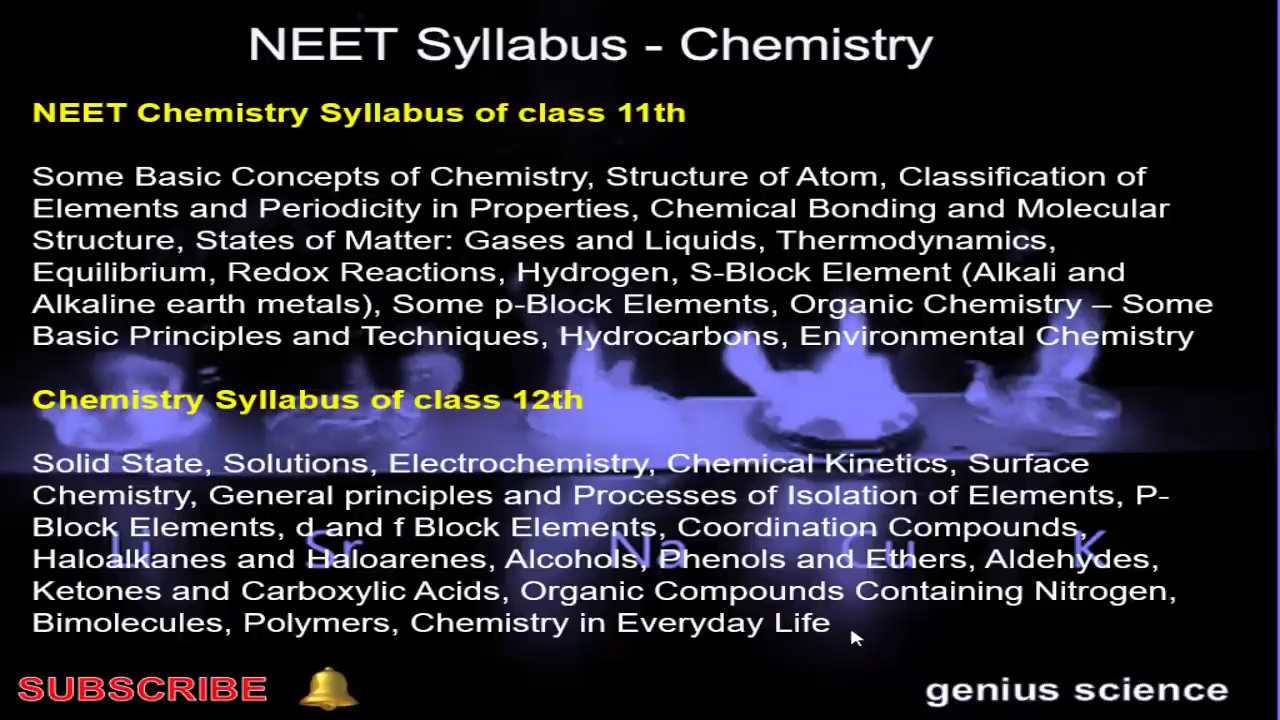 NEET Syllabus - Chemistry
NEET Chemistry Syllabus of class 11th
Some Basic Concepts of Chemistry, Structure of Atom, Classification of
Elements and Periodicity in Properties, Chemical Bonding and Molecular
Structure, States of Matter: Gases and Liquids, Thermodynamics,
Equilibrium, Redox Reactions, Hydrogen, S-Block Element (Alkali and
Alkaline earth metals), Some p-Block Elements, Organic Chemistry – Some
Basic Principles and Techniques, Hydrocarbons, Environmental Chemistry
Chemistry Syllabus of class 12th
Solid State, Solutions, Electrochemistry, Chemical Kinetics, Surface
Chemistry, General principles and Processes of Isolation of Elements, P-
Block Elements, d and f Block Elements, Coordination Compounds,
Li Sr Na Cu K
Haloalkanes and Haloarenes, Alcohols, Phenols and Ethers, Aldehydes,
Ketones and Carboxylic Acids, Organic Compounds Containing Nitrogen,
Bimolecules, Polymers, Chemistry in Everyday Life
SUBSCRIBE
genius science